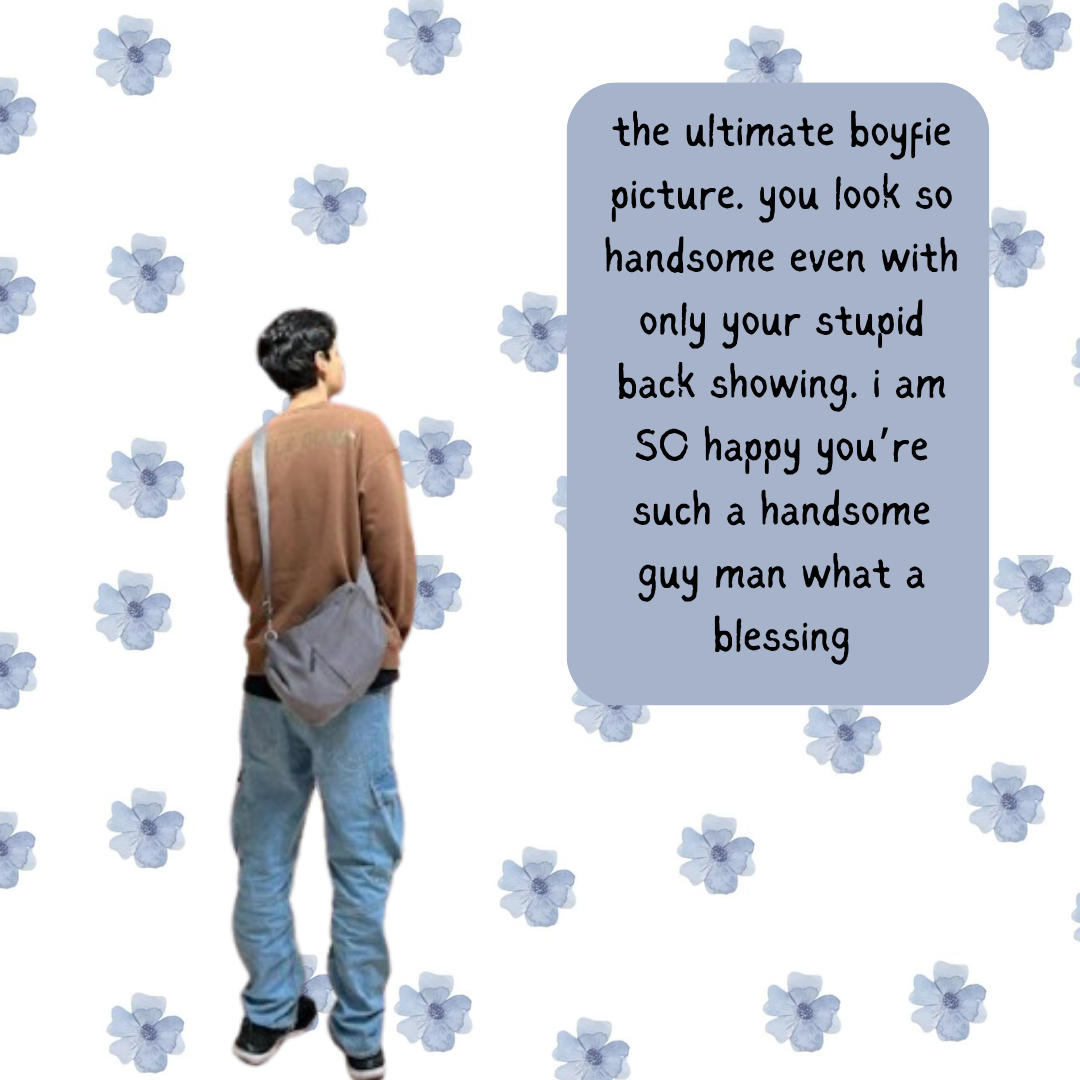 the ultimate boyfie
picture. you look so
handsome even with
only your stupid
back showing. i am
SO happy you're
such a handsome
guy man what a
blessing